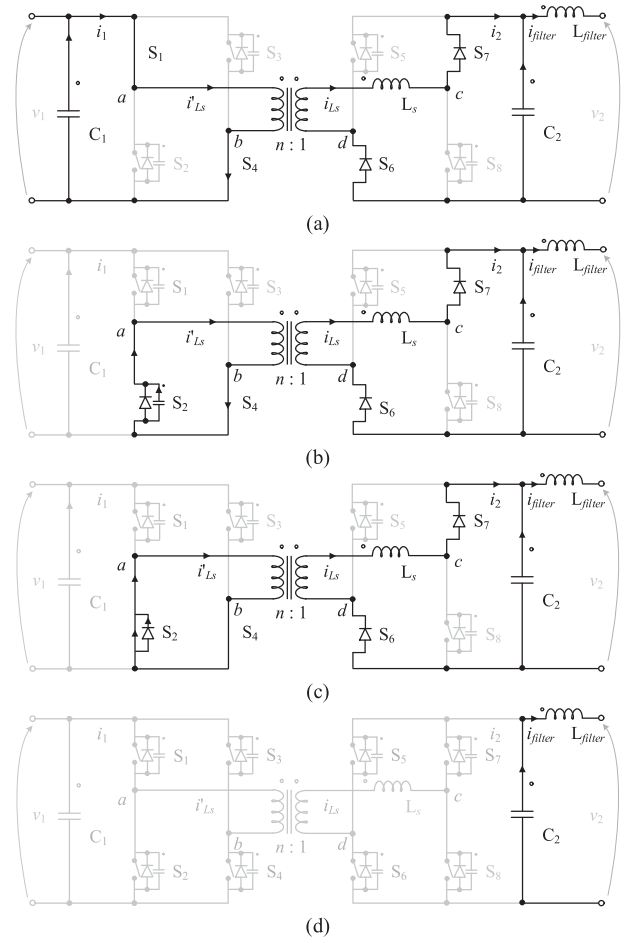 i1 S1 S3 S5 i2 S7 ifilter Lfilter
v1 C1 a i'Ls iLs Ls c C2 v2
S2 b S4 n : 1 d S6 S8
(a)
i1 S1 S3 S5 i2 S7 ifilter Lfilter
v1 C1 a i'Ls iLs Ls c C2 v2
S2 b S4 n : 1 d S6 S8
(b)
i1 S1 S3 S5 i2 S7 ifilter Lfilter
v1 C1 a i'Ls iLs Ls c C2 v2
S2 b S4 n : 1 d S6 S8
(c)
i1 S1 S3 S5 i2 S7 ifilter Lfilter
v1 C1 a i'Ls iLs Ls c C2 v2
S2 b S4 n : 1 d S6 S8
(d)